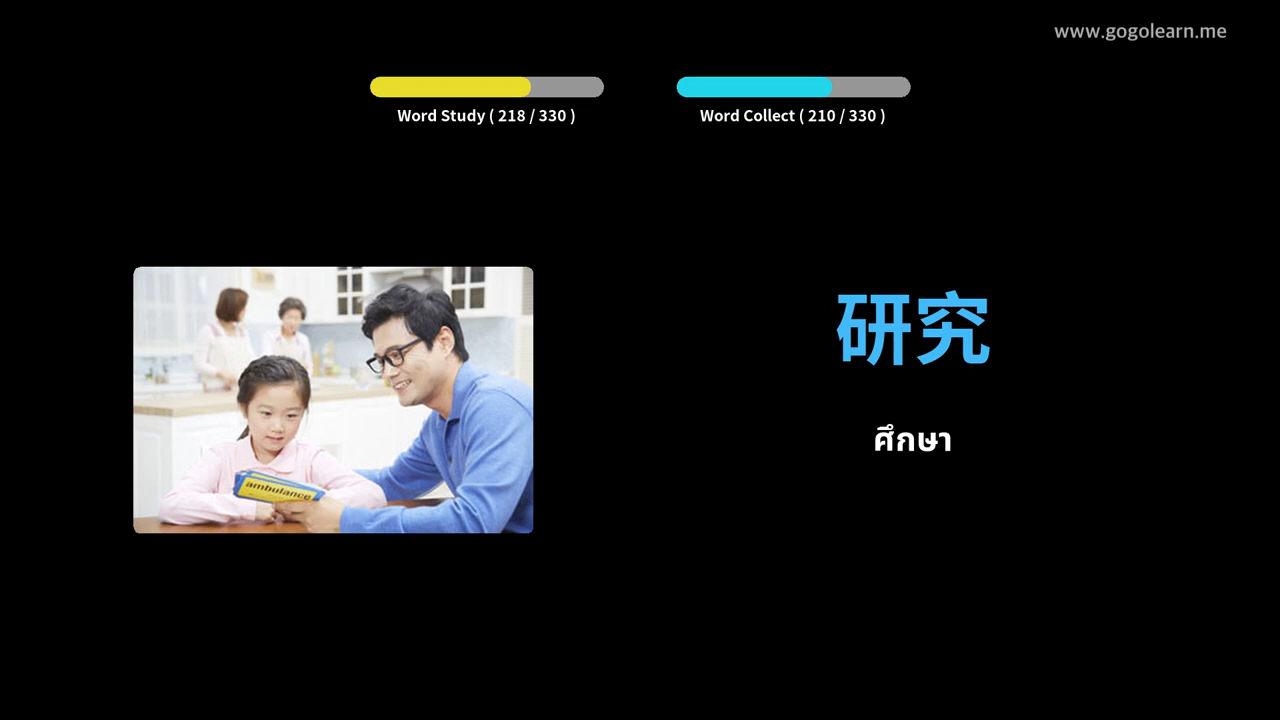 www.gogolearn.me
Word Study ( 218 / 330 )
Word Collect ( 210 / 330 )
研究
ศึกษา
ambulance